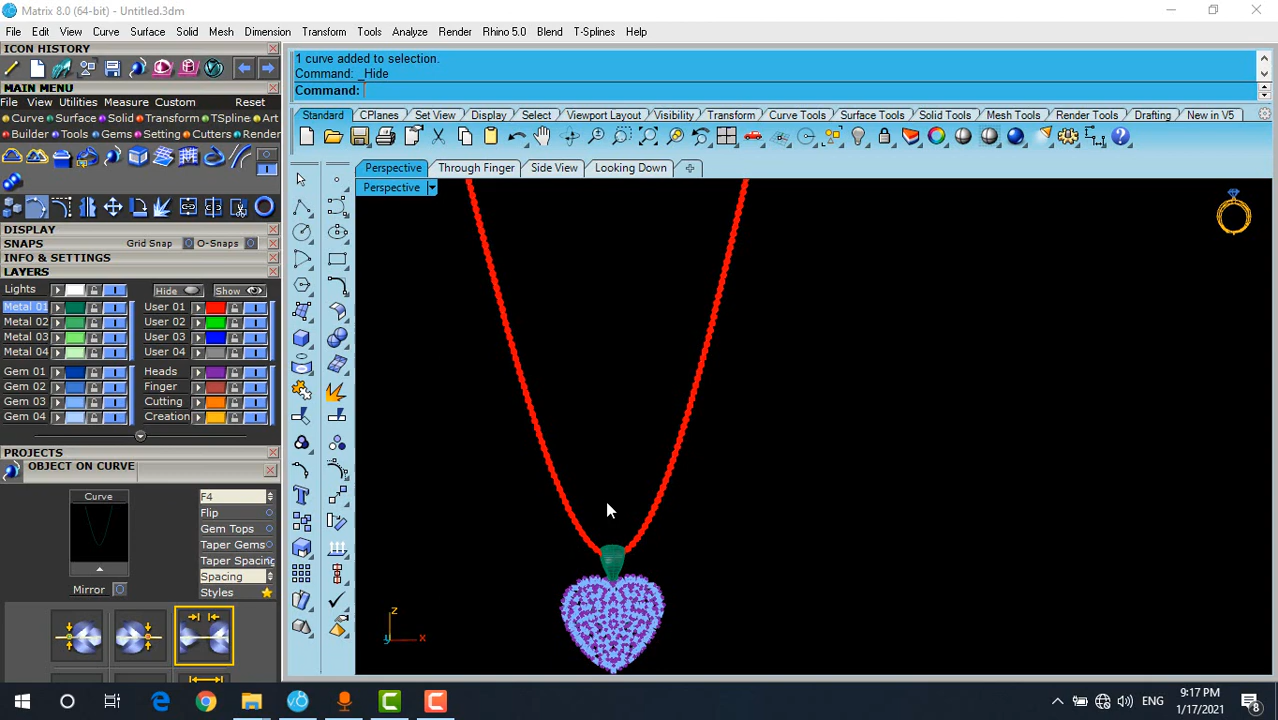 Matrix 8.0 (64-bit) - Untitled.3dm
File Edit View Curve Surface Solid Mesh Dimension Transform Tools Analyze Render Rhino 5.0 Blend T-Splines Help
ICON HISTORY
MAIN MENU
File View Utilities Measure Custom Reset
Curve Surface Solid Transform TSpline Art
Builder Tools Gems Setting Cutters Render
DISPLAY
SNAPS Grid Snap O-Snaps
INFO & SETTINGS
LAYERS
Lights Hide Show
Metal 01 User 01
Metal 02 User 02
Metal 03 User 03
Metal 04 User 04
Gem 01 Heads
Gem 02 Finger
Gem 03 Cutting
Gem 04 Creation
PROJECTS
OBJECT ON CURVE
Curve
F4
Flip
Gem Tops
Taper Gems
Taper Spacing
Spacing
Mirror
Styles
1 curve added to selection.
Command: _Hide
Command:
Standard CPlanes Set View Display Select Viewport Layout Visibility Transform Curve Tools Surface Tools Solid Tools Mesh Tools Render Tools Drafting New in V5
Perspective Through Finger Side View Looking Down
Perspective
z
y
x
ENG
9:17 PM
1/17/2021
8